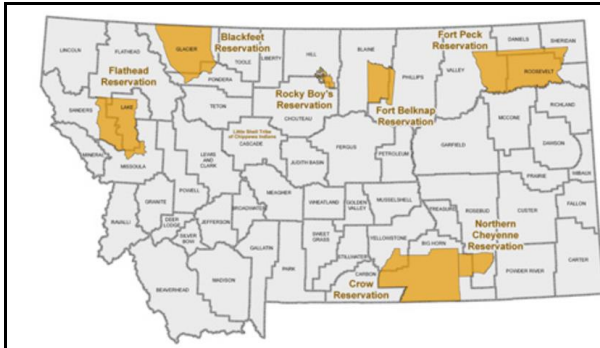 LINCOLN
FLATHEAD
GLACIER
Blackfeet
Reservation
TOOLE
LIBERTY
HILL
BLAINE
Fort Peck
Reservation
DANIELS
SHERIDAN
PONDERA
PHILLIPS
VALLEY
ROOSEVELT
Flathead
Reservation
SANDERS
LAKE
TETON
Rocky Boy's
Reservation
CHOUTEAU
Fort Belknap
Reservation
RICHLAND
MCCONE
Little Shell Tribe
of Chippewa Indians
CASCADE
MINERAL
MISSOULA
LEWIS
AND
CLARK
JUDITH BASIN
FERGUS
PETROLEUM
GARFIELD
DAWSON
PRAIRIE
WIBAUX
POWELL
GRANITE
RAVALLI
DEER
LODGE
SILVER
BOW
JEFFERSON
BROADWATER
MEAGHER
WHEATLAND
GOLDEN
VALLEY
MUSSELSHELL
TREASURE
ROSEBUD
CUSTER
FALLON
Northern
Cheyenne
Reservation
GALLATIN
PARK
SWEET
GRASS
STILLWATER
YELLOWSTONE
BIG HORN
CARBON
POWDER RIVER
CARTER
BEAVERHEAD
MADISON
Crow
Reservation